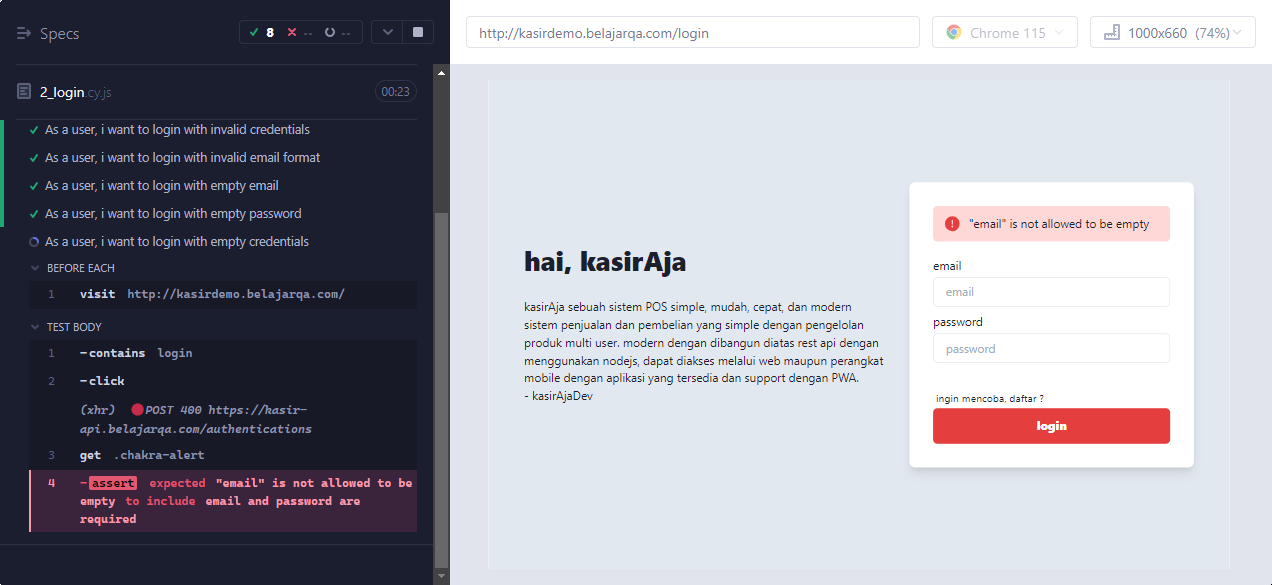 Specs
8
--
--
2_login.cy.js
00:23
As a user, i want to login with invalid credentials
As a user, i want to login with invalid email format
As a user, i want to login with empty email
As a user, i want to login with empty password
As a user, i want to login with empty credentials
BEFORE EACH
1 visit http://kasirdemo.belajarqa.com/
TEST BODY
1 -contains login
2 -click
(xhr) POST 400 https://kasir-
api.belajarqa.com/authentications
3 get .chakra-alert
4 -assert expected "email" is not allowed to be
empty to include email and password are
required
http://kasirdemo.belajarqa.com/login
Chrome 115
1000x660 (74%)
hai, kasirAja
kasirAja sebuah sistem POS simple, mudah, cepat, dan modern
sistem penjualan dan pembelian yang simple dengan pengelolan
produk multi user. modern dengan dibangun diatas rest api dengan
menggunakan nodejs, dapat diakses melalui web maupun perangkat
mobile dengan aplikasi yang tersedia dan support dengan PWA.
- kasirAjaDev
"email" is not allowed to be empty
email
email
password
password
ingin mencoba, daftar ?
login